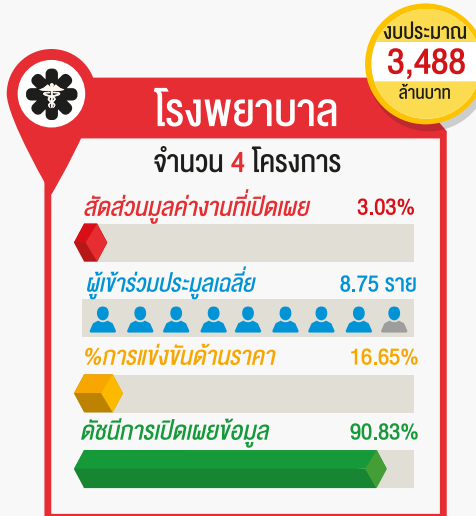 งบประมาณ
3,488
ล้านบาท
โรงพยาบาล
จำนวน 4 โครงการ
สัดส่วนมูลค่างานที่เปิดเผย 3.03%
ผู้เข้าร่วมประมูลเฉลี่ย 8.75 ราย
%การแข่งขันด้านราคา 16.65%
ดัชนีการเปิดเผยข้อมูล 90.83%